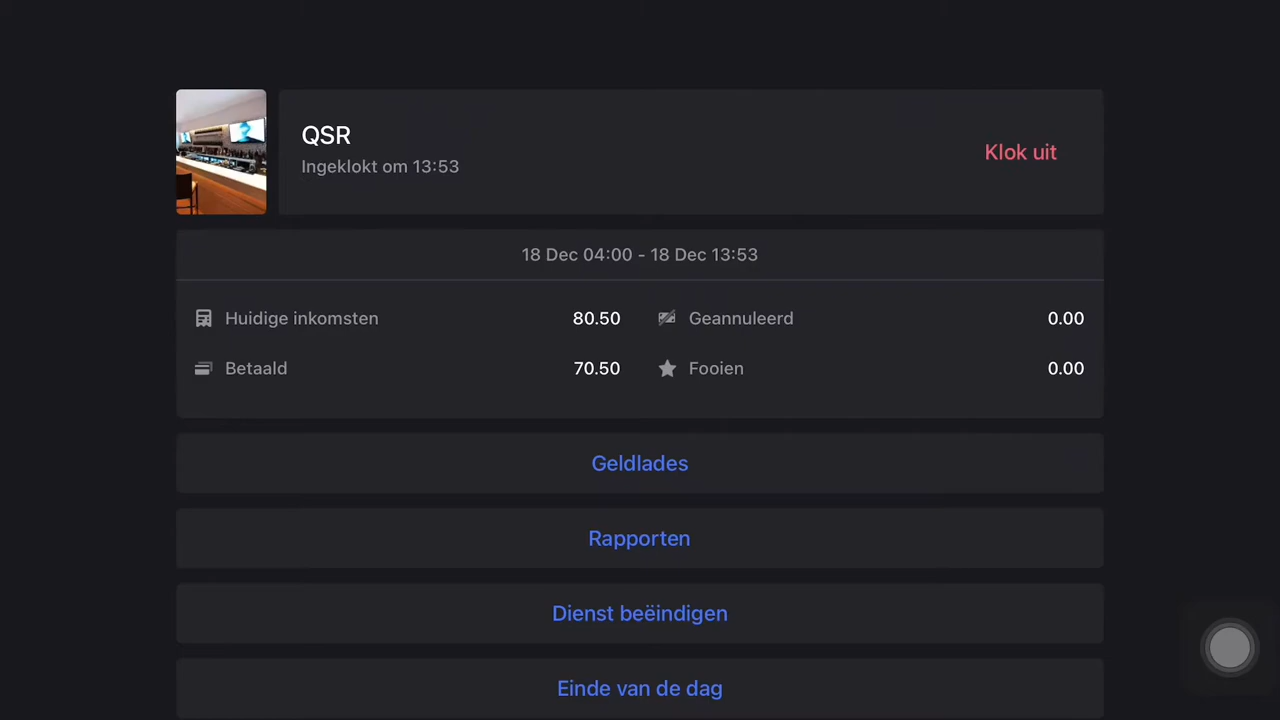 QSR
Ingeklokt om 13:53
Klok uit
18 Dec 04:00 - 18 Dec 13:53
Huidige inkomsten 80.50 Geannuleerd 0.00
Betaald 70.50 Fooien 0.00
Geldlades
Rapporten
Dienst beëindigen
Einde van de dag